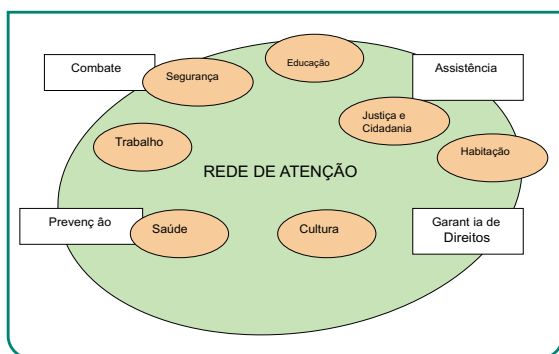 Educação
Combate
Segurança
Assistência
Justiça e
Cidadania
Trabalho
Habitação
REDE DE ATENÇÃO
Prevenç ão
Saúde
Cultura
Garant ia de
Direitos